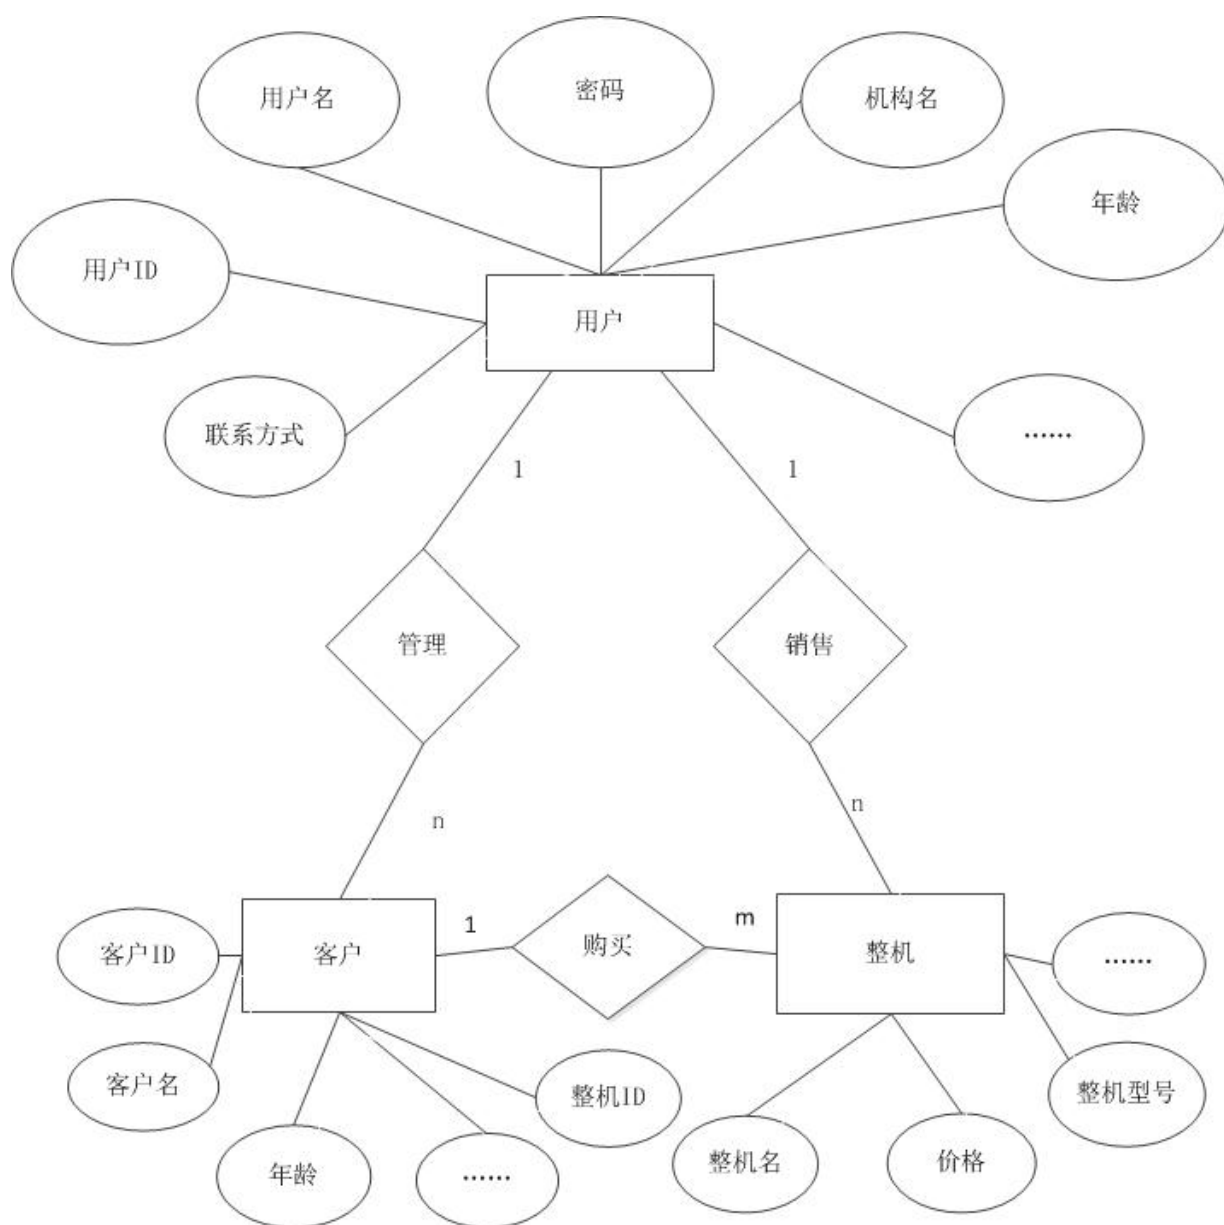 用户名
密码
机构名
年龄
用户ID
用户
联系方式
……
1
1
管理
销售
n
n
客户ID
客户
1
购买
m
整机
……
客户名
整机ID
整机型号
年龄
……
整机名
价格